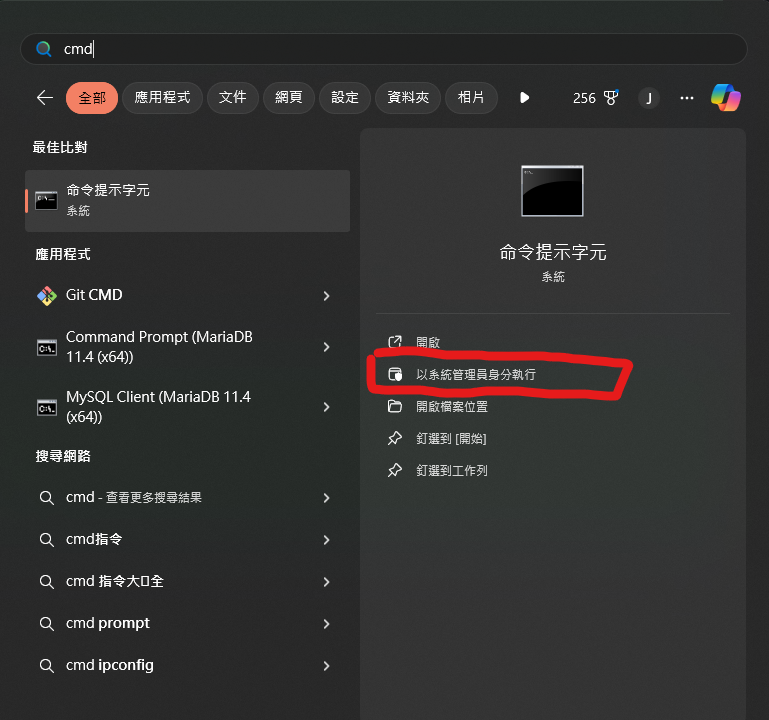 cmd
全部 應用程式 文件 網頁 設定 資料夾 相片 256 J
最佳比對
命令提示字元
系統
應用程式
Git CMD
Command Prompt (MariaDB
11.4 (x64))
MySQL Client (MariaDB 11.4
(x64))
搜尋網路
cmd - 查看更多搜尋結果
cmd指令
cmd 指令大全
cmd prompt
cmd ipconfig
命令提示字元
系統
開啟
以系統管理員身分執行
開啟檔案位置
釘選到 [開始]
釘選到工作列